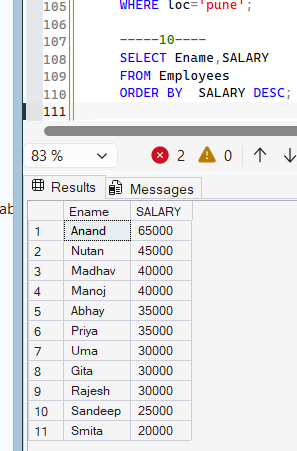 105 WHERE loc='pune';
106
107 -----10----
108 SELECT Ename,SALARY
109 FROM Employees
110 ORDER BY  SALARY DESC;
111
83 % 2 0
Results Messages
Ename SALARY
1 Anand 65000
2 Nutan 45000
3 Madhav 40000
4 Manoj 40000
5 Abhay 35000
6 Priya 35000
7 Uma 30000
8 Gita 30000
9 Rajesh 30000
10 Sandeep 25000
11 Smita 20000